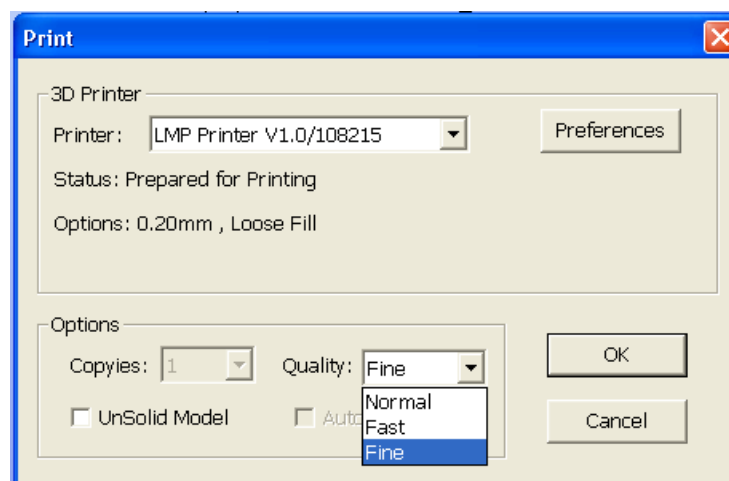 Print
3D Printer
Printer: LMP Printer V1.0/108215
Preferences
Status: Prepared for Printing
Options: 0.20mm , Loose Fill
Options
Copyies: 1 Quality: Fine
OK
Normal
UnSolid Model
Fast
Cancel
Fine